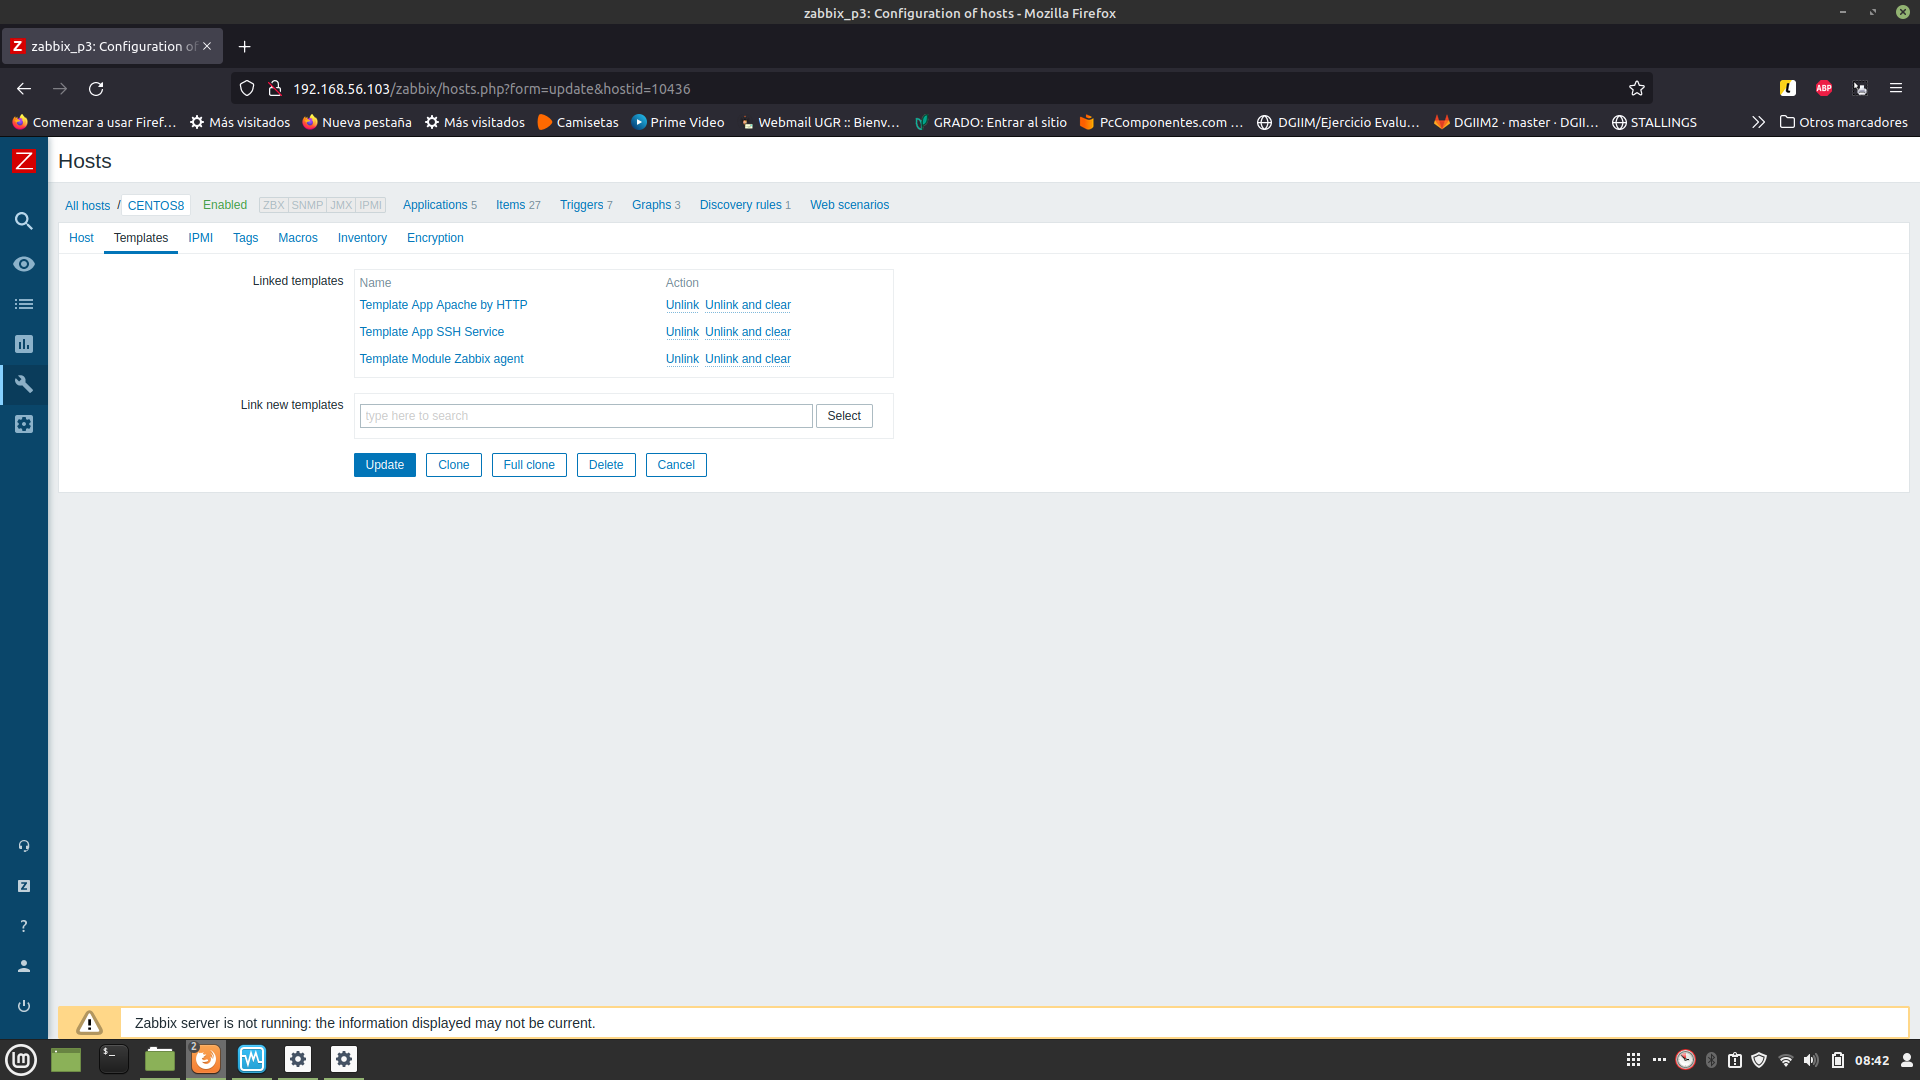 zabbix_p3: Configuration of hosts - Mozilla Firefox
Z zabbix_p3: Configuration of
192.168.56.103/zabbix/hosts.php?form=update&hostid=10436
ABP
Comenzar a usar Firef… Más visitados Nueva pestaña Más visitados Camisetas Prime Video Webmail UGR :: Bienv… GRADO: Entrar al sitio PcComponentes.com … DGIIM/Ejercicio Evalu… DGIIM2 · master · DGII… STALLINGS Otros marcadores
Z
Hosts
All hosts / CENTOS8 Enabled ZBX SNMP JMX IPMI Applications 5 Items 27 Triggers 7 Graphs 3 Discovery rules 1 Web scenarios
Host Templates IPMI Tags Macros Inventory Encryption
Linked templates Name Action
Template App Apache by HTTP Unlink Unlink and clear
Template App SSH Service Unlink Unlink and clear
Template Module Zabbix agent Unlink Unlink and clear
Link new templates type here to search Select
Update Clone Full clone Delete Cancel
Z
?
Zabbix server is not running: the information displayed may not be current.
2
08:42